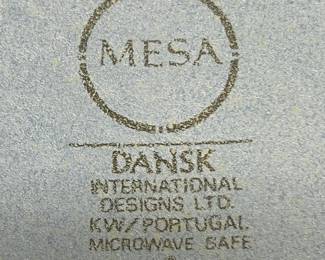 MESA
DANSK
INTERNATIONAL
DESIGNS LTD.
KW/PORTUGAL
MICROWAVE SAFE
®